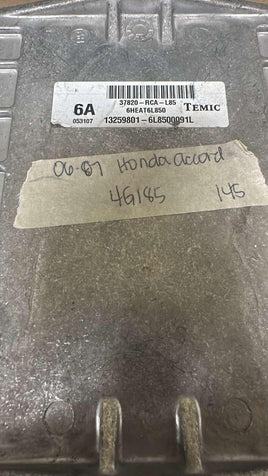 37820-RCA-L85
6A 6HEAT6L850 TEMIC
053107 13259801-6L8500091L
06-07 Honda accord
4G185 145